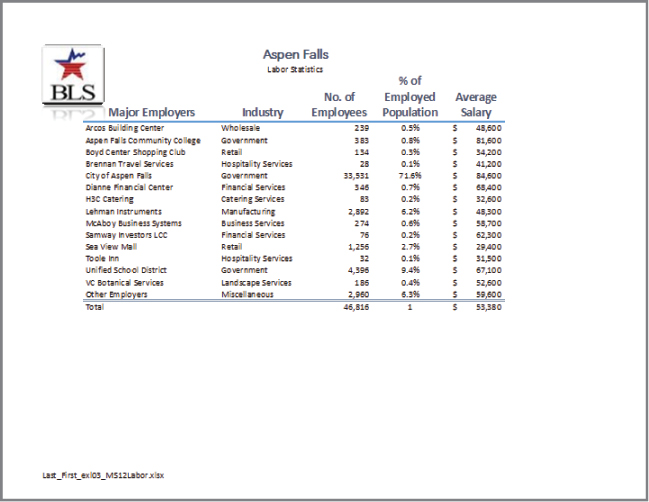 Aspen Falls
Labor Statistics
BLS
Major Employers Industry No. of Employees % of Employed Population Average Salary
Arcos Building Center Wholesale 239 0.5% $ 48,600
Aspen Falls Community College Government 383 0.8% $ 81,600
Boyd Center Shopping Club Retail 134 0.3% $ 34,200
Brennan Travel Services Hospitality Services 28 0.1% $ 41,200
City of Aspen Falls Government 33,531 71.6% $ 84,600
Dianne Financial Center Financial Services 346 0.7% $ 68,400
H3C Catering Catering Services 83 0.2% $ 32,600
Lehman Instruments Manufacturing 2,892 6.2% $ 48,300
McAboy Business Systems Business Services 274 0.6% $ 58,700
Samway Investors LCC Financial Services 76 0.2% $ 62,300
Sea View Mall Retail 1,256 2.7% $ 29,400
Toole Inn Hospitality Services 32 0.1% $ 31,500
Unified School District Government 4,396 9.4% $ 67,100
VC Botanical Services Landscape Services 186 0.4% $ 52,600
Other Employers Miscellaneous 2,960 6.3% $ 59,600
Total 46,816 1 $ 53,380
Last_First_exl03_MS12Labor.xlsx